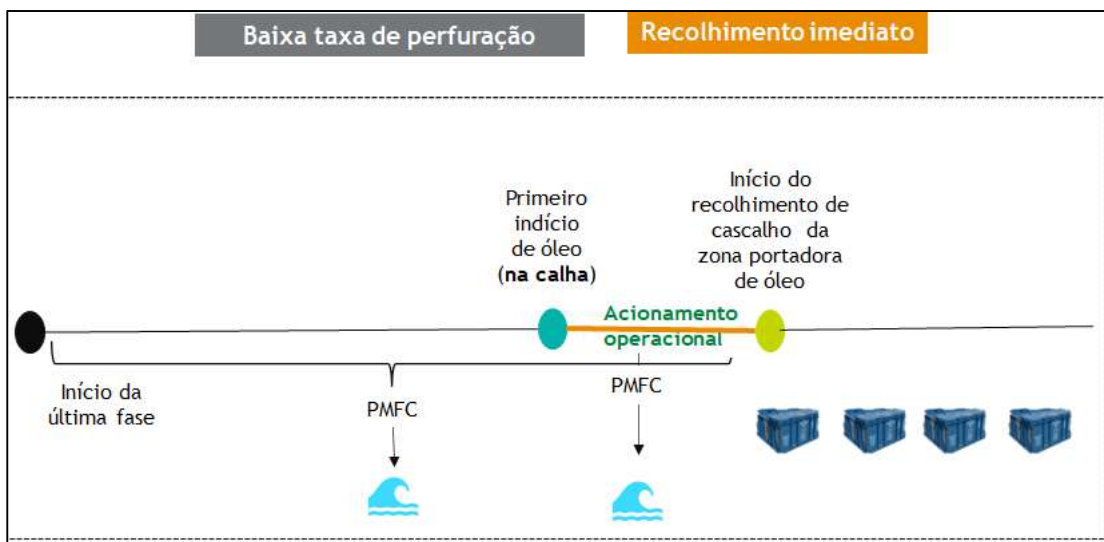 Baixa taxa de perfuração
Recolhimento imediato
Primeiro
indício
de óleo
(na calha)
Início do
recolhimento de
cascalho da
zona portadora
de óleo
Acionamento
operacional
Início da
última fase
PMFC
PMFC